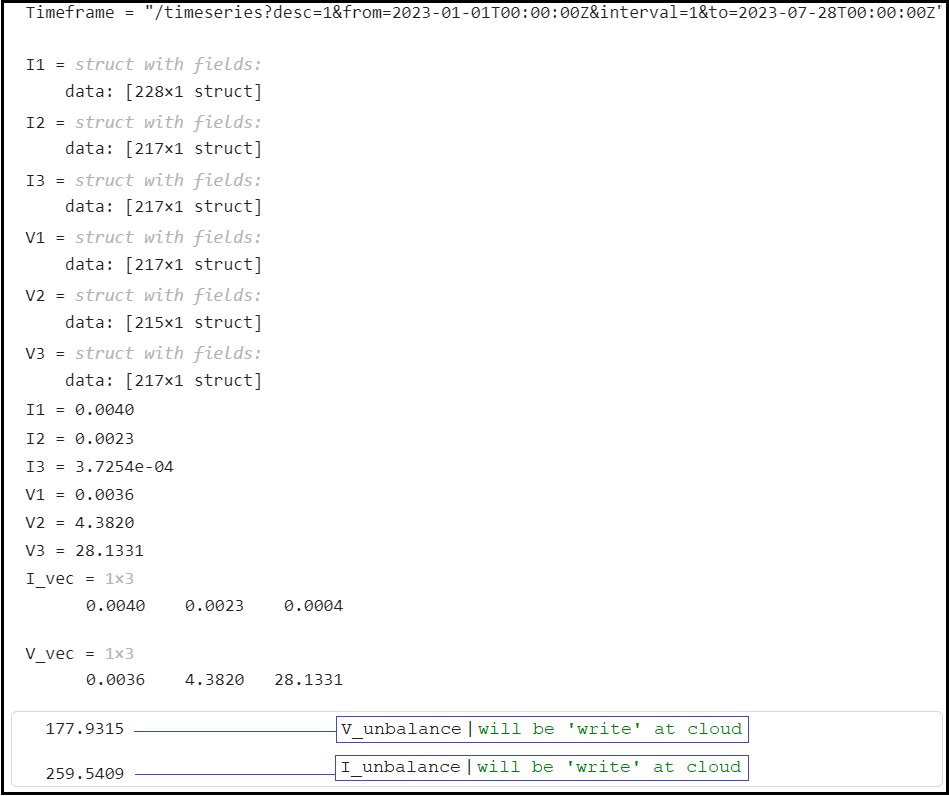 Timeframe = "/timeseries?desc=1&from=2023-01-01T00:00:00Z&interval=1&to=2023-07-28T00:00:00Z"
I1 = struct with fields:
data: [228×1 struct]
I2 = struct with fields:
data: [217×1 struct]
I3 = struct with fields:
data: [217×1 struct]
V1 = struct with fields:
data: [217×1 struct]
V2 = struct with fields:
data: [215×1 struct]
V3 = struct with fields:
data: [217×1 struct]
I1 = 0.0040
I2 = 0.0023
I3 = 3.7254e-04
V1 = 0.0036
V2 = 4.3820
V3 = 28.1331
I_vec = 1×3
0.0040 0.0023 0.0004
V_vec = 1×3
0.0036 4.3820 28.1331
177.9315 V_unbalance|will be 'write' at cloud
259.5409 I_unbalance|will be 'write' at cloud